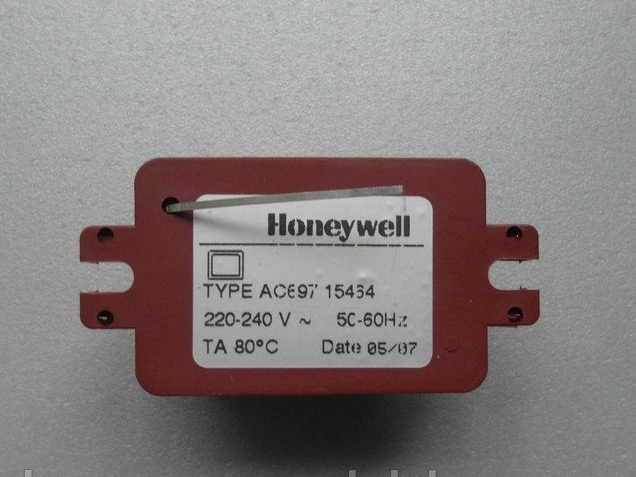 Honeywell
TYPE AC697 15464
220-240 V ~ 50-60Hz
TA 80°C Date 05/07